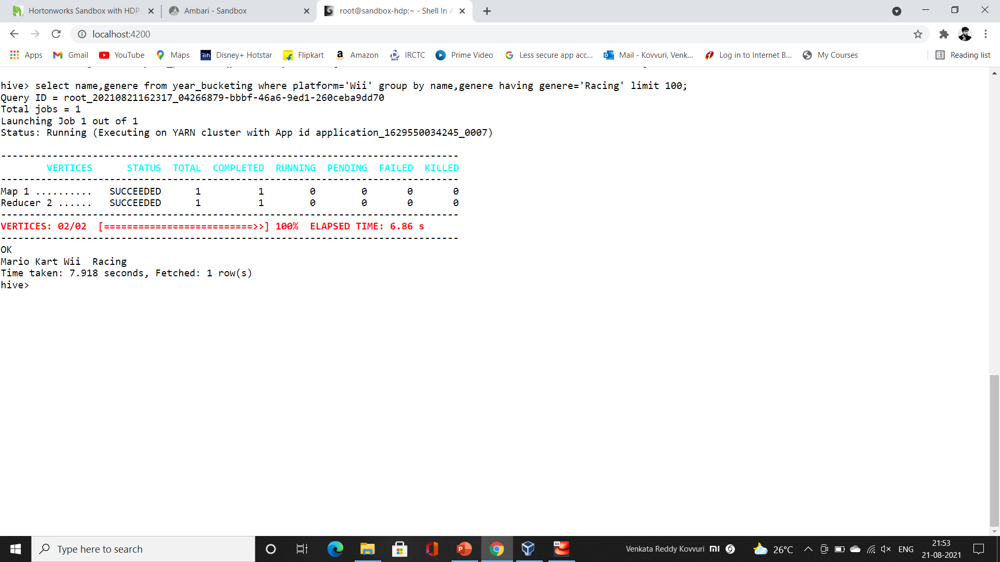 Hortonworks Sandbox with HDP
Ambari - Sandbox
root@sandbox-hdp:~ - Shell In A
localhost:4200
Apps
Gmail
YouTube
Maps
Disney+ Hotstar
Flipkart
Amazon
IRCTC
Prime Video
Less secure app acc...
Mail - Kovvuri, Venk...
Log in to Internet B...
My Courses
Reading list
hive> select name,genere from year_bucketing where platform='Wii' group by name,genere having genere='Racing' limit 100;
Query ID = root_20210821162317_04266879-bbbf-46a6-9ed1-260ceba9dd70
Total jobs = 1
Launching Job 1 out of 1
Status: Running (Executing on YARN cluster with App id application_1629550034245_0007)
--------------------------------------------------------------------------------
VERTICES STATUS TOTAL COMPLETED RUNNING PENDING FAILED KILLED
--------------------------------------------------------------------------------
Map 1 .......... SUCCEEDED 1 1 0 0 0 0
Reducer 2 ...... SUCCEEDED 1 1 0 0 0 0
--------------------------------------------------------------------------------
VERTICES: 02/02 [==========================>>] 100% ELAPSED TIME: 6.86 s
--------------------------------------------------------------------------------
OK
Mario Kart Wii Racing
Time taken: 7.918 seconds, Fetched: 1 row(s)
hive>
Type here to search
64
Venkata Reddy Kovvuri
26°C
ENG
21:53
21-08-2021